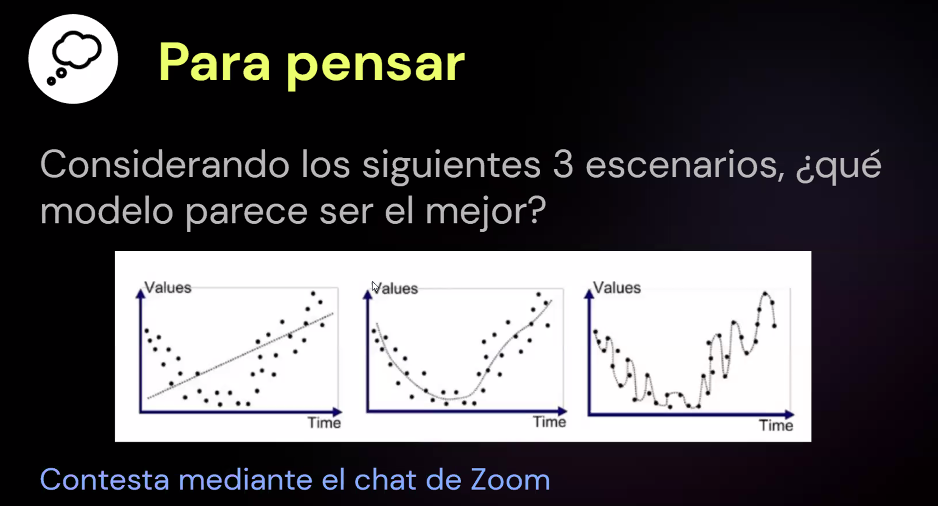 Para pensar
Considerando los siguientes 3 escenarios, ¿qué
modelo parece ser el mejor?
Values
Values
Values
Time
Time
Time
Contesta mediante el chat de Zoom